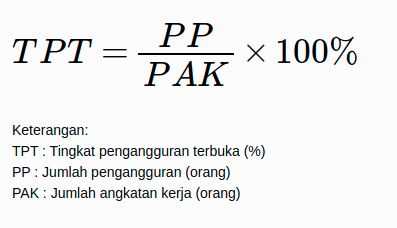 TPT = PP / PAK × 100%
Keterangan:
TPT : Tingkat pengangguran terbuka (%)
PP : Jumlah pengangguran (orang)
PAK : Jumlah angkatan kerja (orang)